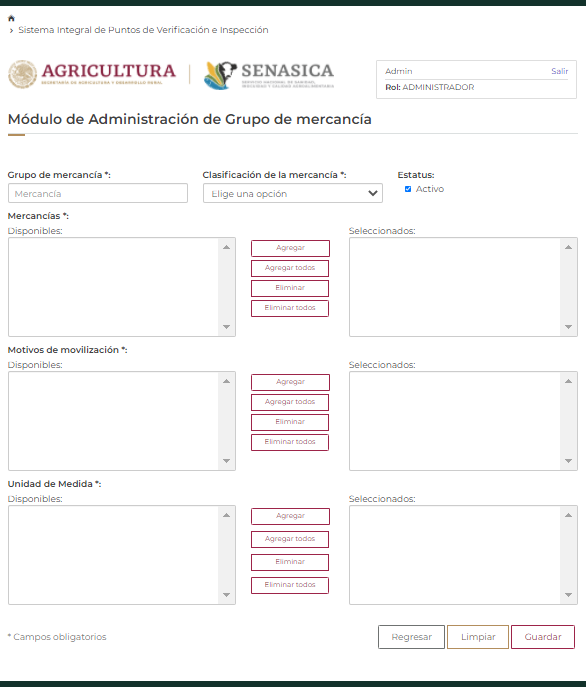 Sistema Integral de Puntos de Verificación e Inspección
AGRICULTURA
SECRETARÍA DE AGRICULTURA Y DESARROLLO RURAL
SENASICA
SERVICIO NACIONAL DE SANIDAD,
INOCUIDAD Y CALIDAD AGROALIMENTARIA
Admin Salir
Rol: ADMINISTRADOR
Módulo de Administración de Grupo de mercancía
Grupo de mercancía *: Clasificación de la mercancía *: Estatus:
Mercancía Elige una opción Activo
Mercancías *:
Disponibles: Seleccionados:
Agregar
Agregar todos
Eliminar
Eliminar todos
Motivos de movilización *:
Disponibles: Seleccionados:
Agregar
Agregar todos
Eliminar
Eliminar todos
Unidad de Medida *:
Disponibles: Seleccionados:
Agregar
Agregar todos
Eliminar
Eliminar todos
* Campos obligatorios Regresar Limpiar Guardar